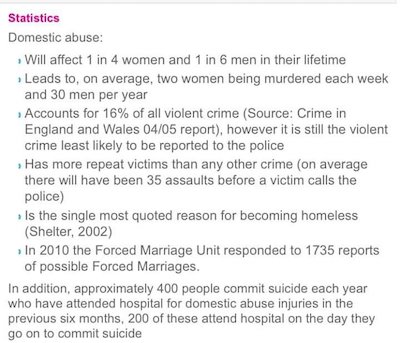 Statistics
Domestic abuse:
› Will affect 1 in 4 women and 1 in 6 men in their lifetime
› Leads to, on average, two women being murdered each week
and 30 men per year
› Accounts for 16% of all violent crime (Source: Crime in
England and Wales 04/05 report), however it is still the violent
crime least likely to be reported to the police
› Has more repeat victims than any other crime (on average
there will have been 35 assaults before a victim calls the
police)
› Is the single most quoted reason for becoming homeless
(Shelter, 2002)
› In 2010 the Forced Marriage Unit responded to 1735 reports
of possible Forced Marriages.
In addition, approximately 400 people commit suicide each year
who have attended hospital for domestic abuse injuries in the
previous six months, 200 of these attend hospital on the day they
go on to commit suicide